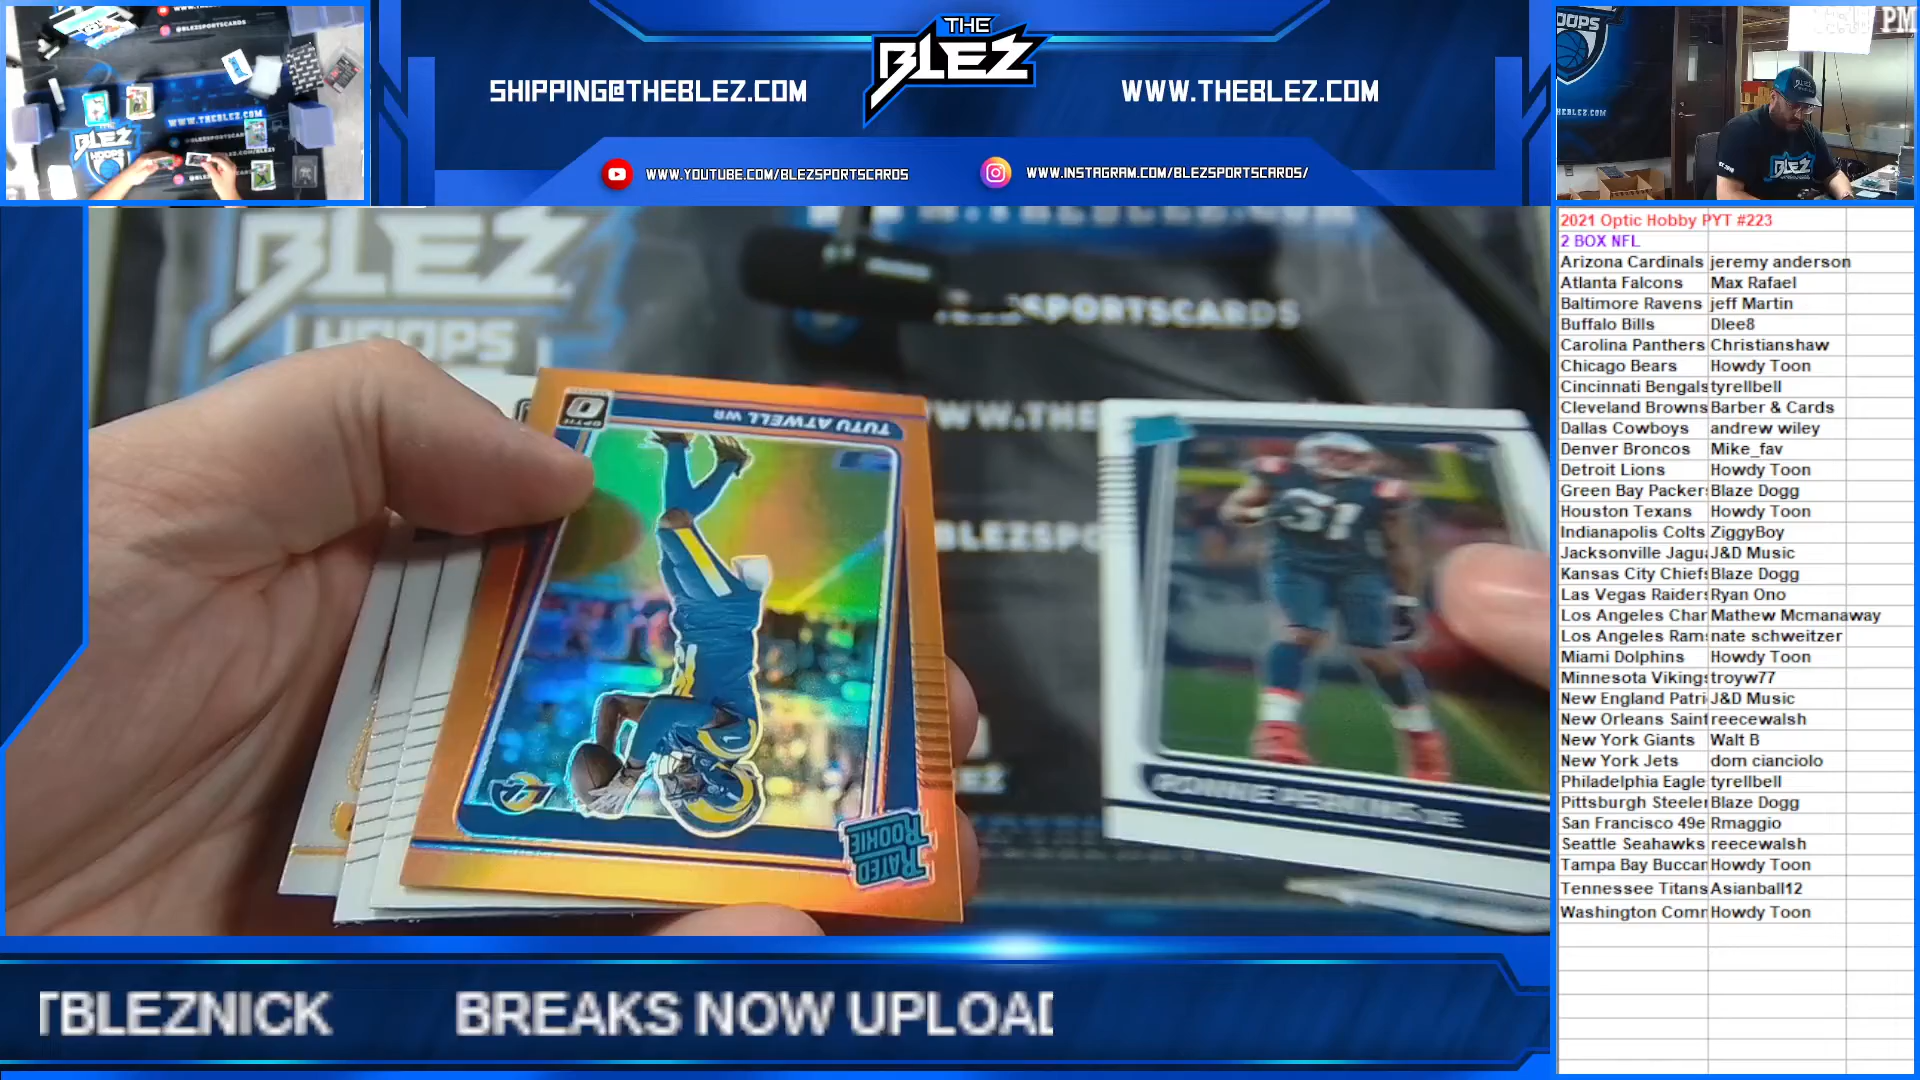 THE
BLEZ
SHIPPING@THEBLEZ.COM
WWW.THEBLEZ.COM
WWW.YOUTUBE.COM/BLEZSPORTSCARDS
WWW.INSTAGRAM.COM/BLEZSPORTSCARDS/
BLEZ
HOOPS
TUTU ATWELL WR
OPTIC
RATED
ROOKIE
51
RONNIE PERKINS DE
2021 Optic Hobby PYT #223
2 BOX NFL
Arizona Cardinals jeremy anderson
Atlanta Falcons Max Rafael
Baltimore Ravens jeff Martin
Buffalo Bills Dlee8
Carolina Panthers Christianshaw
Chicago Bears Howdy Toon
Cincinnati Bengals tyrellbell
Cleveland Browns Barber & Cards
Dallas Cowboys andrew wiley
Denver Broncos Mike_fav
Detroit Lions Howdy Toon
Green Bay Packer Blaze Dogg
Houston Texans Howdy Toon
Indianapolis Colts ZiggyBoy
Jacksonville Jagu J&D Music
Kansas City Chief Blaze Dogg
Las Vegas Raider Ryan Ono
Los Angeles Char Mathew Mcmanaway
Los Angeles Ram nate schweitzer
Miami Dolphins Howdy Toon
Minnesota Viking troyw77
New England Patri J&D Music
New Orleans Saint reecewalsh
New York Giants Walt B
New York Jets dom cianciolo
Philadelphia Eagle tyrellbell
Pittsburgh Steeler Blaze Dogg
San Francisco 49e Rmaggio
Seattle Seahawks reecewalsh
Tampa Bay Buccar Howdy Toon
Tennessee Titans Asianball12
Washington Comm Howdy Toon
TBLEZNICK BREAKS NOW UPLOAD